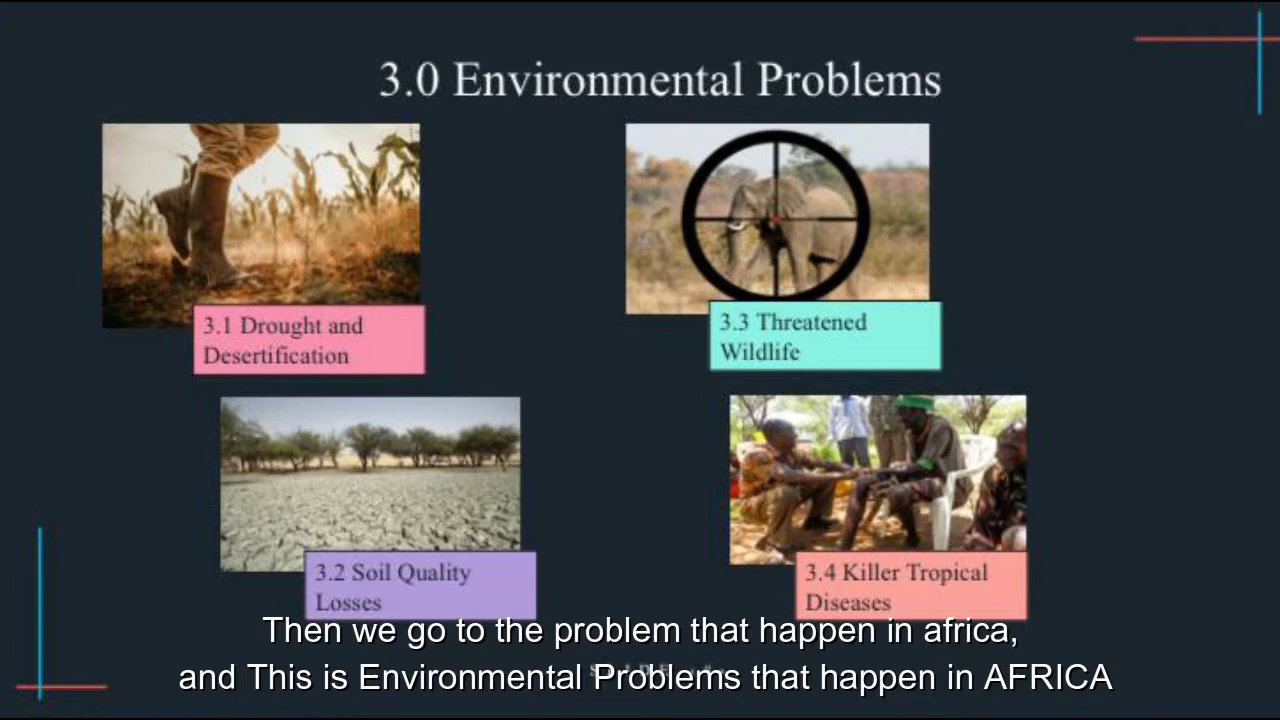 3.0 Environmental Problems
3.1 Drought and
Desertification
3.3 Threatened
Wildlife
3.2 Soil Quality
Losses
3.4 Killer Tropical
Diseases
Then we go to the problem that happen in africa,
and This is Environmental Problems that happen in AFRICA